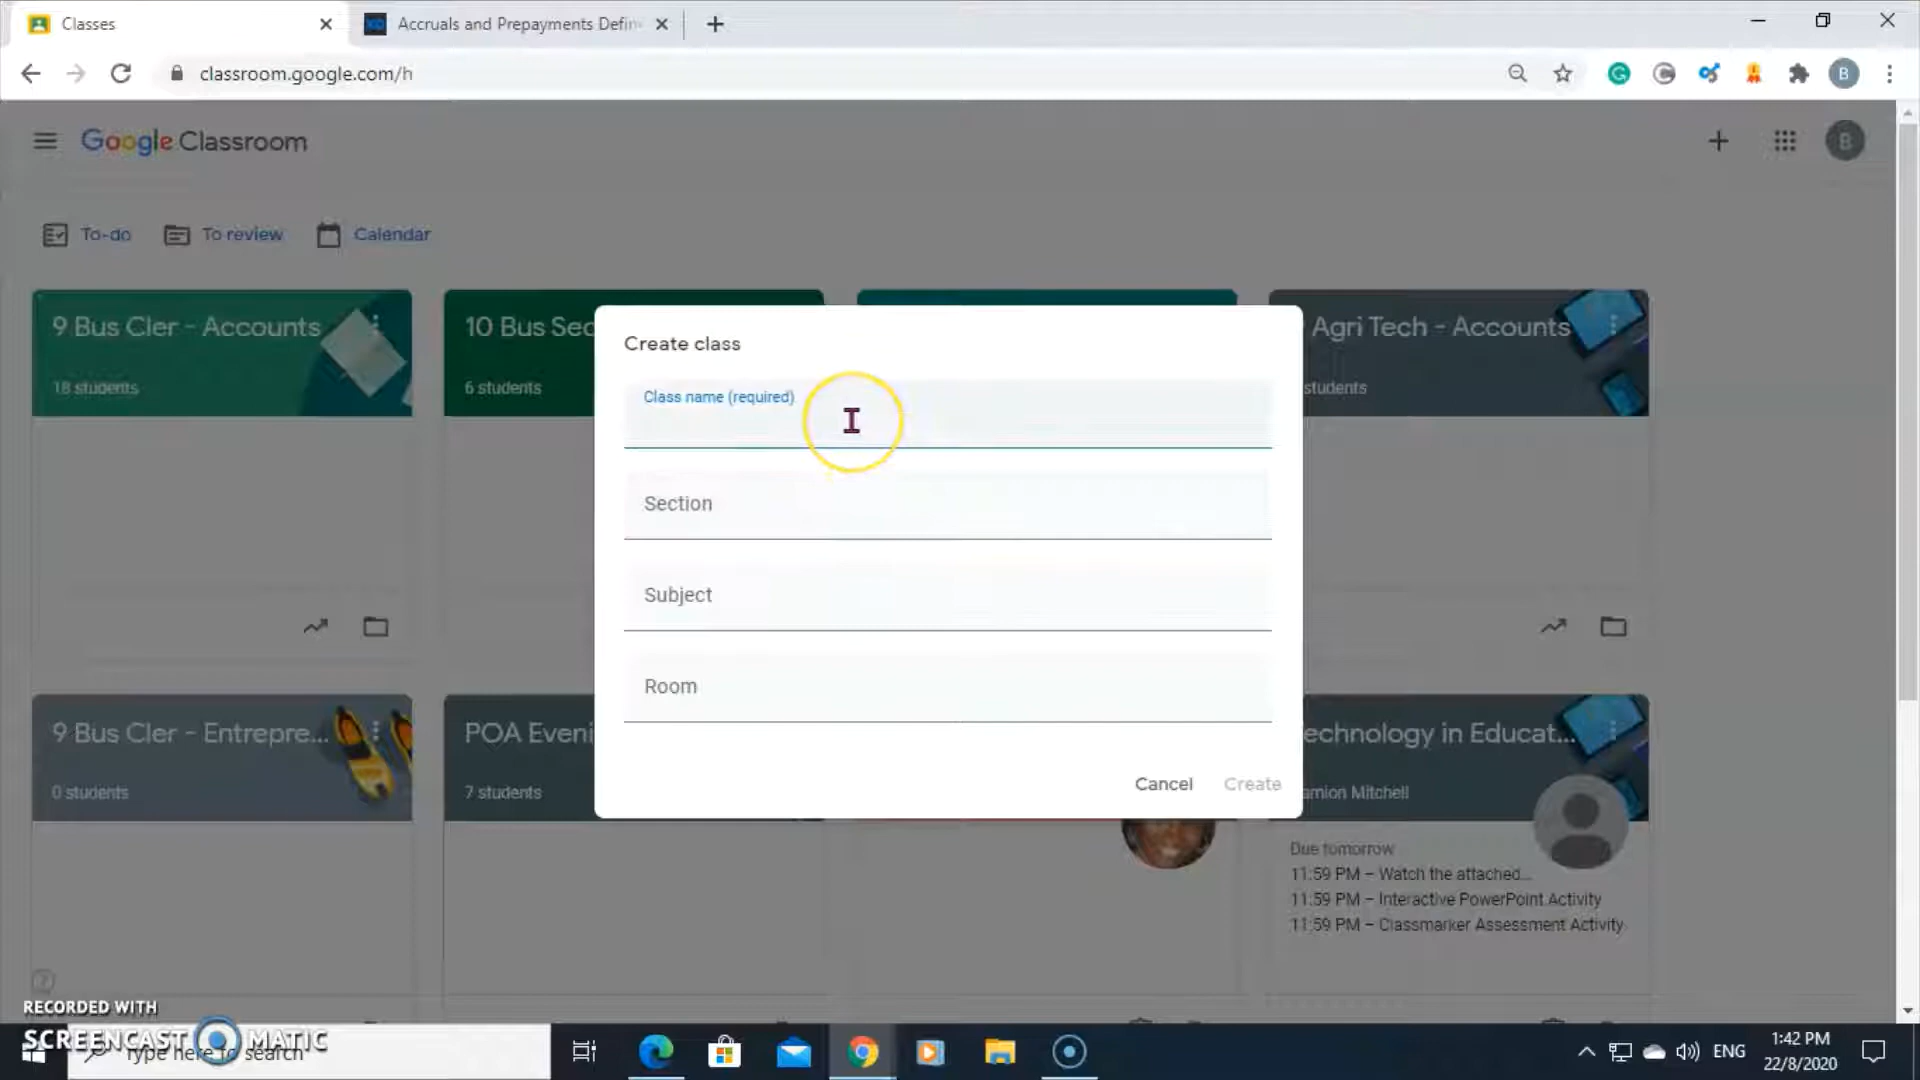 Classes
Accruals and Prepayments Defin
classroom.google.com/h
B
Google Classroom
B
To-do
To review
Calendar
9 Bus Cler - Accounts
18 students
10 Bus Sec
6 students
Agri Tech - Accounts
students
Create class
Class name (required)
Section
Subject
Room
Cancel
Create
9 Bus Cler - Entrepre...
0 students
POA Eveni
7 students
echnology in Educat...
amion Mitchell
Due tomorrow
11:59 PM – Watch the attached...
11:59 PM – Interactive PowerPoint Activity
11:59 PM – Classmarker Assessment Activity
RECORDED WITH
SCREENCAST MATIC
Type here to search
ENG
1:42 PM
22/8/2020